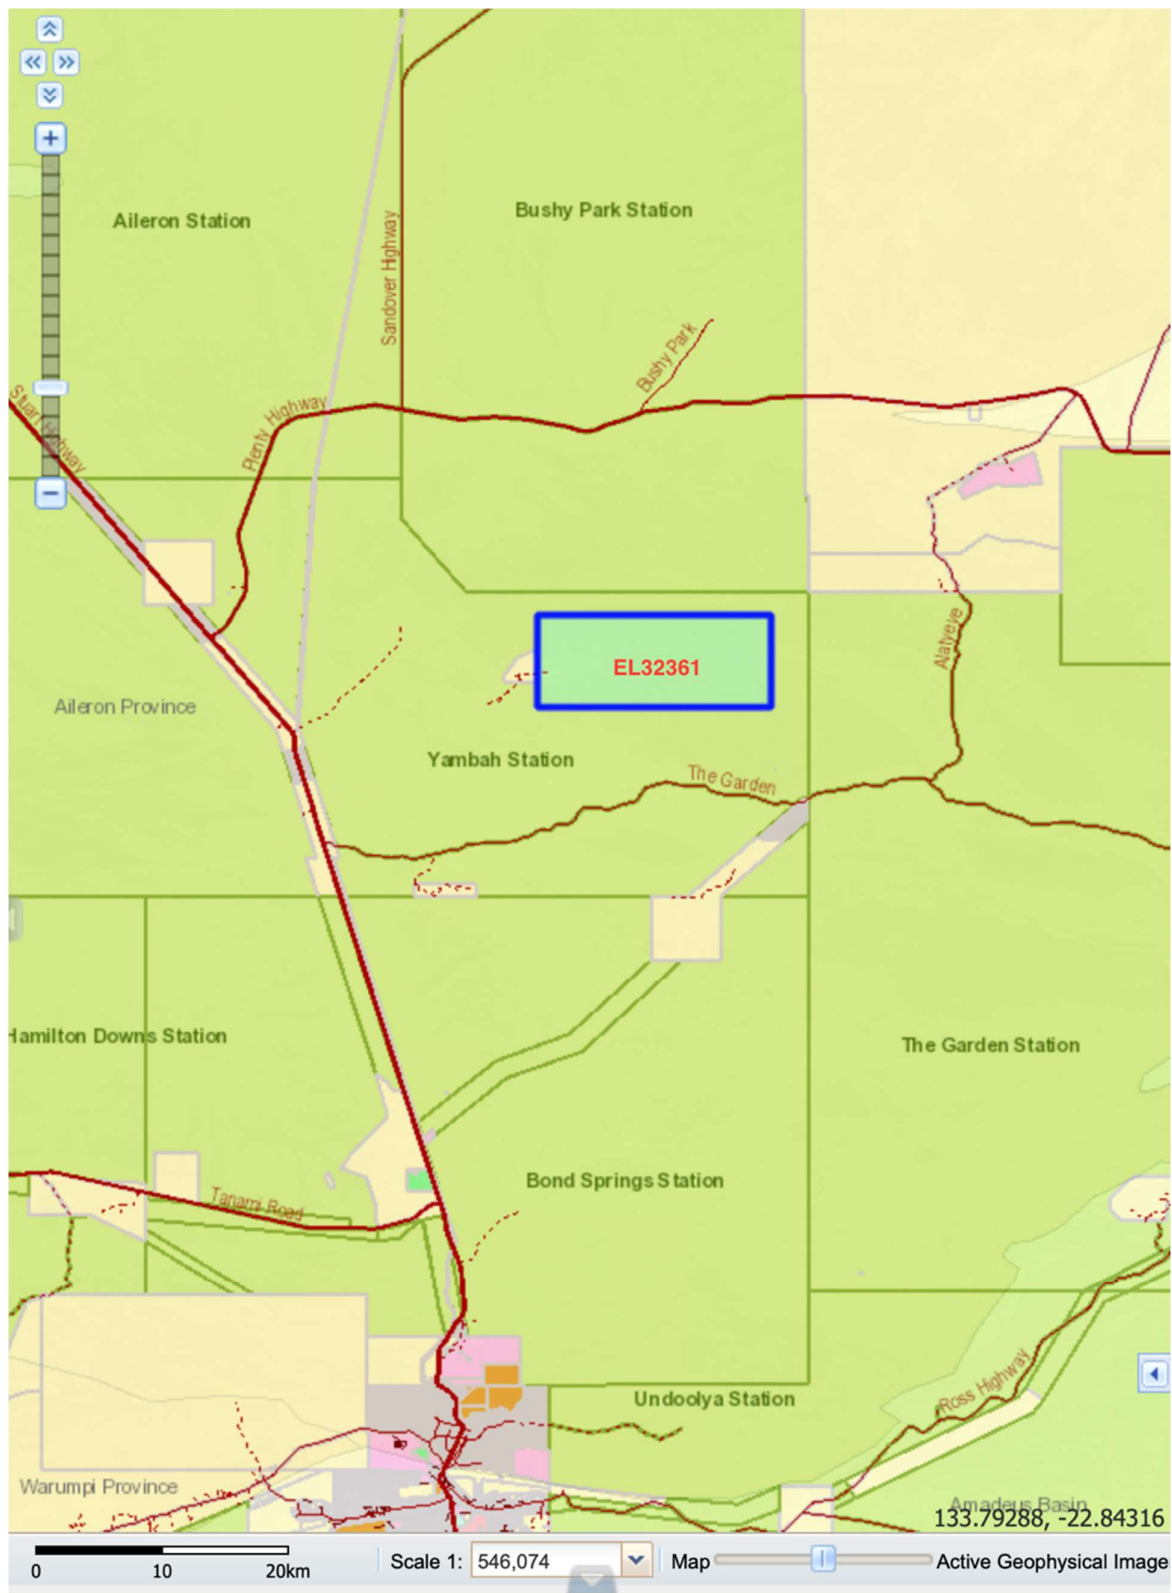 Aileron Station
Bushy Park Station
Sandover Highway
Bushy Park
Stuart Highway
Plenty Highway
Alatyeye
EL32361
Aileron Province
Yambah Station
The Garden
Hamilton Downs Station
The Garden Station
Bond Springs Station
Tanami Road
Ross Highway
Undoolya Station
Warumpi Province
Amadeus Basin
133.79288, -22.84316
0 10 20km
Scale 1: 546,074
Map
Active Geophysical Image